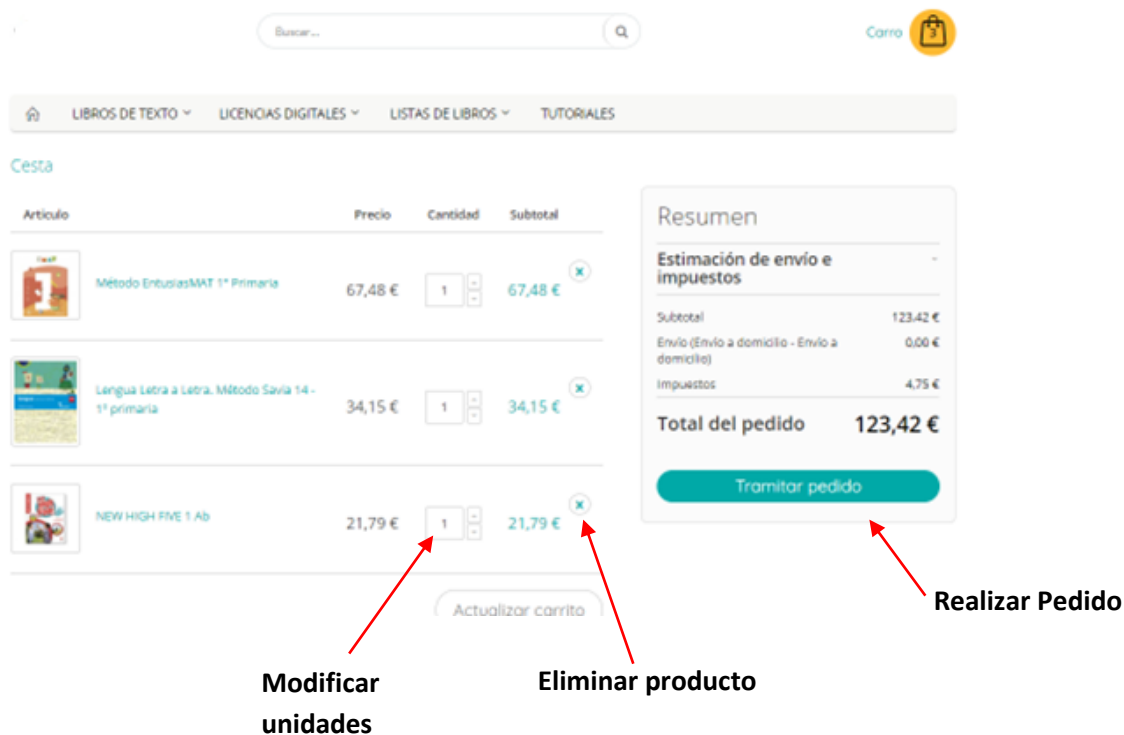 Buscar...
Carro
3
LIBROS DE TEXTO LICENCIAS DIGITALES LISTAS DE LIBROS TUTORIALES
Cesta
Artículo Precio Cantidad Subtotal
Método EntusiasMAT 1º Primaria 67,48 € 1 67,48 €
Lengua Letra a Letra. Método Savia 14 -
1º primaria 34,15 € 1 34,15 €
NEW HIGH FIVE 1 Ab 21,79 € 1 21,79 €
Actualizar carrito
Resumen
Estimación de envío e
impuestos
Subtotal 123,42 €
Envío (Envío a domicilio - Envío a 0,00 €
domicilio)
Impuestos 4,75 €
Total del pedido 123,42 €
Tramitar pedido
Realizar Pedido
Eliminar producto
Modificar
unidades